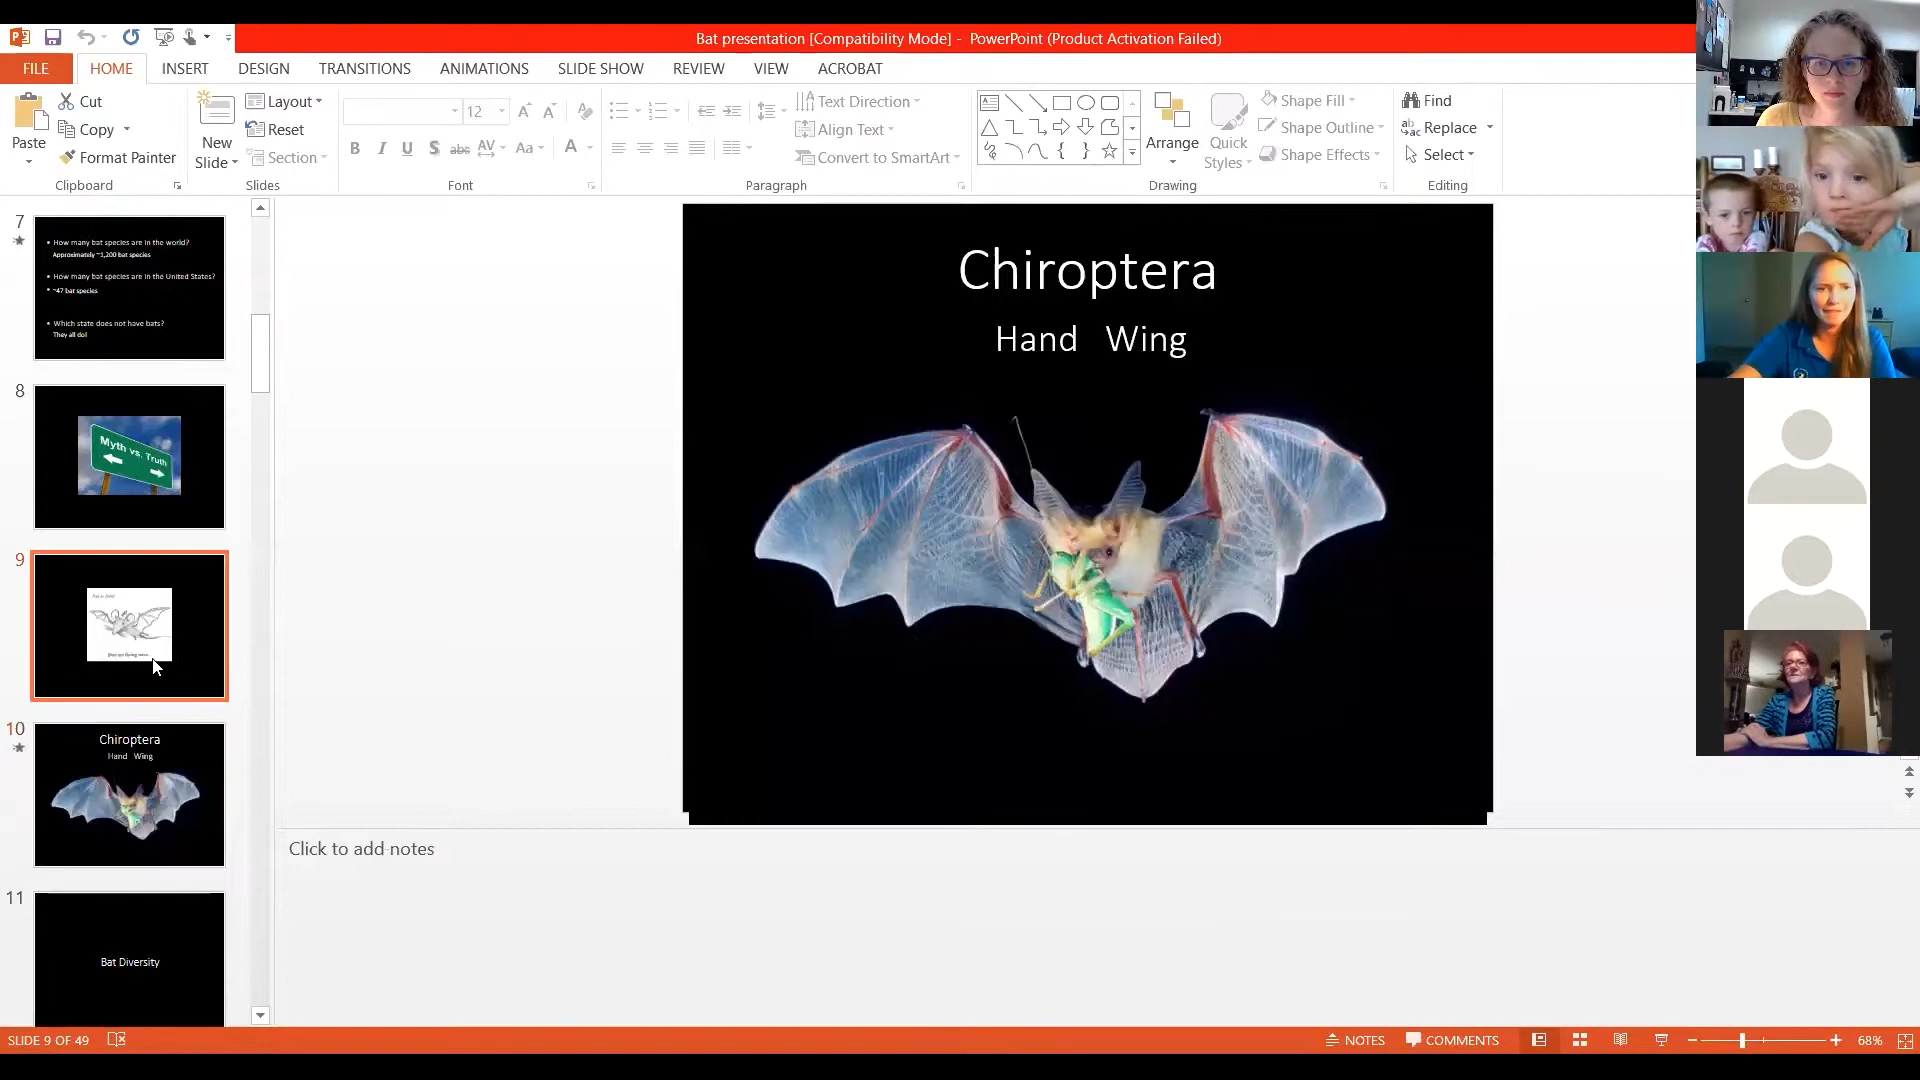 Bat presentation [Compatibility Mode] - PowerPoint (Product Activation Failed)
FILE HOME INSERT DESIGN TRANSITIONS ANIMATIONS SLIDE SHOW REVIEW VIEW ACROBAT
Paste
Cut
Copy
Format Painter
Clipboard
New
Slide
Layout
Reset
Section
Slides
12
B I U S abc AV Aa A
Font
Text Direction
Align Text
Convert to SmartArt
Paragraph
Arrange
Quick
Styles
Shape Fill
Shape Outline
Shape Effects
Drawing
Find
Replace
Select
Editing
7
• How many bat species are in the world?
Approximately ~1,200 bat species
• How many bat species are in the United States?
• ~47 bat species
• Which state does not have bats?
They all do!
8
Myth vs. Truth
9
10
Chiroptera
Hand Wing
11
Bat Diversity
Chiroptera
Hand Wing
Click to add notes
SLIDE 9 OF 49
NOTES COMMENTS 68%